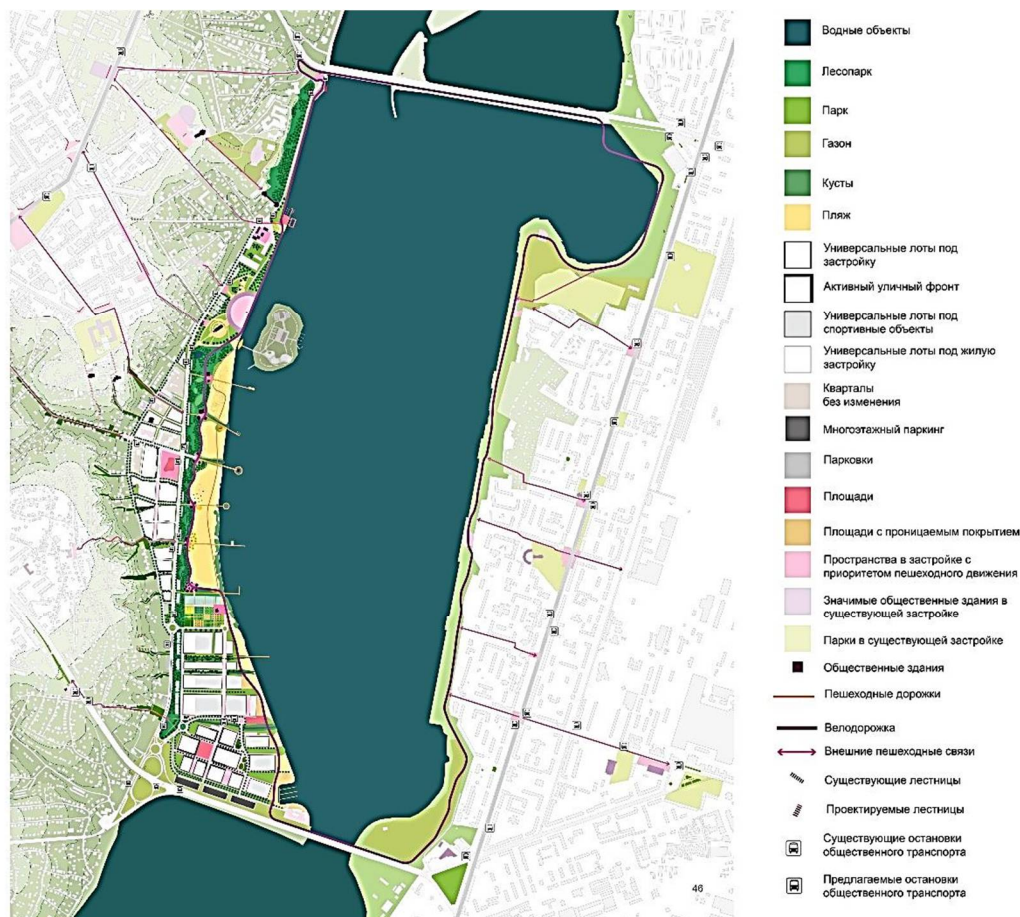 Водные объекты
Лесопарк
Парк
Газон
Кусты
Пляж
Универсальные лоты под
застройку
Активный уличный фронт
Универсальные лоты под
спортивные объекты
Универсальные лоты под жилую
застройку
Кварталы
без изменения
Многоэтажный паркинг
Парковки
Площади
Площади с проницаемым покрытием
Пространства в застройке с
приоритетом пешеходного движения
Значимые общественные здания в
существующей застройке
Парки в существующей застройке
Общественные здания
Пешеходные дорожки
Велодорожка
Внешние пешеходные связи
Существующие лестницы
Проектируемые лестницы
Существующие остановки
общественного транспорта
Предлагаемые остановки
общественного транспорта
46